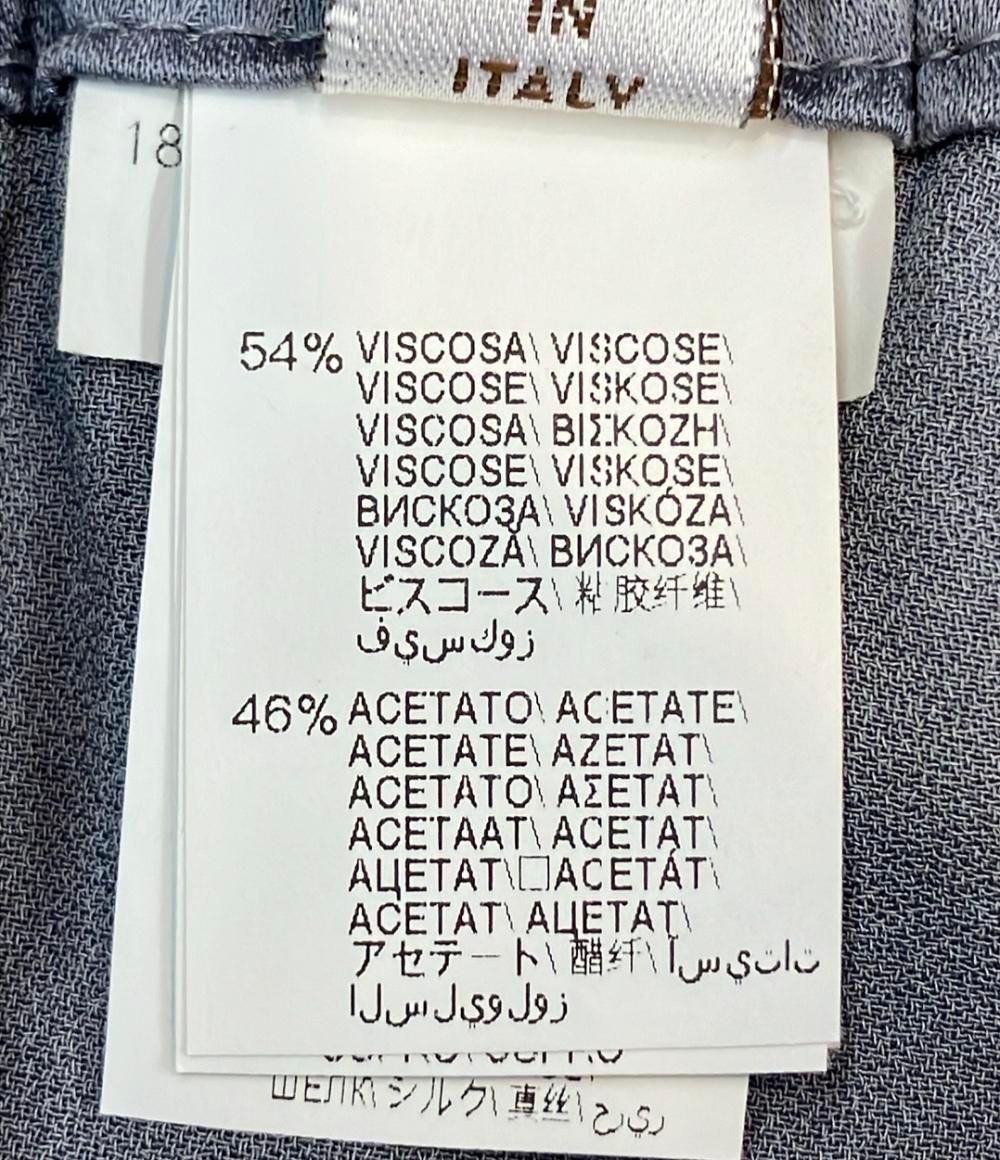 IN
ITALY
18
54% VISCOSA\ VISCOSE\
VISCOSE\ VISKOSE\
VISCOSA\ ΒΙΣΚΟΖΗ\
VISCOSE\ VISKOSE\
ВИСКОЗА\ VISKÓZA\
VISCOZĂ\ ВИСКОЗА\
ビスコース\ 粘胶纤维\
فيسكوز
46% ACETATO\ ACETATE\
ACETATE\ AZETAT\
ACETATO\ ΑΣΕΤΑΤ\
ACETAAT\ ACETAT\
АЦЕТАТ\□ACETÁT\
ACETAT\ АЦЕТАТ\
アセテート\ 醋纤\ آسيتات
السليولوز
ШЕЛК\ シルク\ 真丝\ حرير